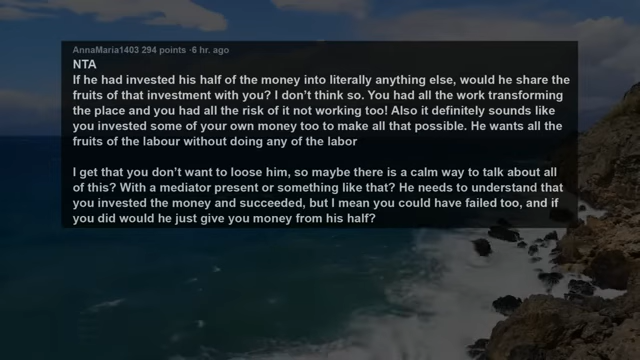 AnnaMaria1403 294 points ·6 hr. ago
NTA
If he had invested his half of the money into literally anything else, would he share the
fruits of that investment with you? I don't think so. You had all the work transforming
the place and you had all the risk of it not working too! Also it definitely sounds like
you invested some of your own money too to make all that possible. He wants all the
fruits of the labour without doing any of the labor
I get that you don't want to loose him, so maybe there is a calm way to talk about all
of this? With a mediator present or something like that? He needs to understand that
you invested the money and succeeded, but I mean you could have failed too, and if
you did would he just give you money from his half?